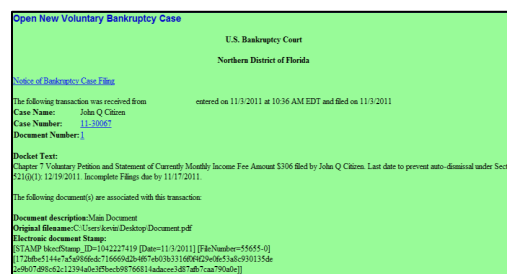 Open New Voluntary Bankruptcy Case
U.S. Bankruptcy Court
Northern District of Florida
Notice of Bankruptcy Case Filing
The following transaction was received from entered on 11/3/2011 at 10:36 AM EDT and filed on 11/3/2011
Case Name: John Q Citizen
Case Number: 11-30067
Document Number: 1
Docket Text:
Chapter 7 Voluntary Petition and Statement of Currently Monthly Income Fee Amount $306 filed by John Q Citizen. Last date to prevent auto-dismissal under Sect
521(i)(1): 12/19/2011. Incomplete Filings due by 11/17/2011.
The following document(s) are associated with this transaction:
Document description:Main Document
Original filename:C:\Users\kevin\Desktop\Document.pdf
Electronic document Stamp:
[STAMP bkecfStamp_ID=1042227419 [Date=11/3/2011] [FileNumber=55655-0]